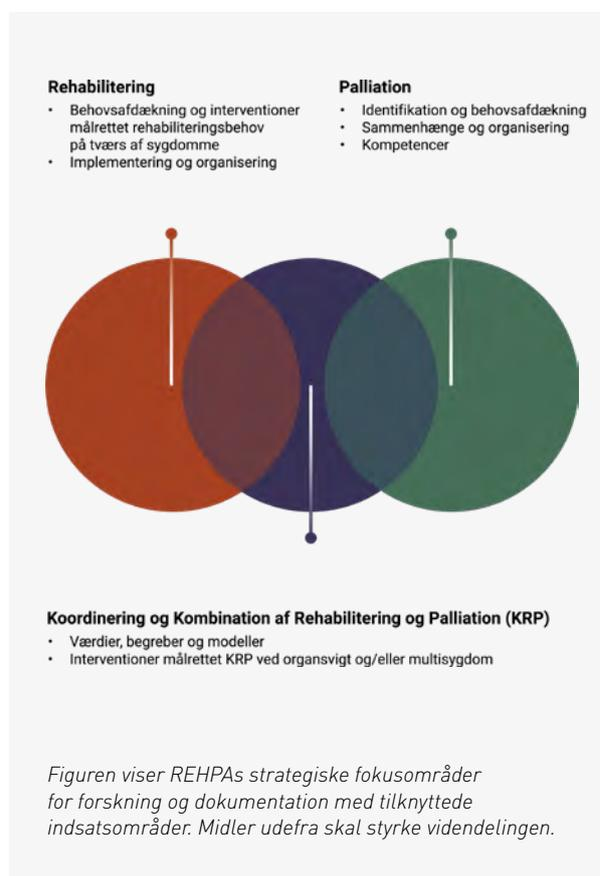 Rehabilitering
• Behovsafdækning og interventioner
målrettet rehabiliteringsbehov
på tværs af sygdomme
• Implementering og organisering
Palliation
• Identifikation og behovsafdækning
• Sammenhænge og organisering
• Kompetencer
Koordinering og Kombination af Rehabilitering og Palliation (KRP)
• Værdier, begreber og modeller
• Interventioner målrettet KRP ved organsvigt og/eller multisygdom
Figuren viser REHPAs strategiske fokusområder
for forskning og dokumentation med tilknyttede
indsatsområder. Midler udefra skal styrke videndelingen.